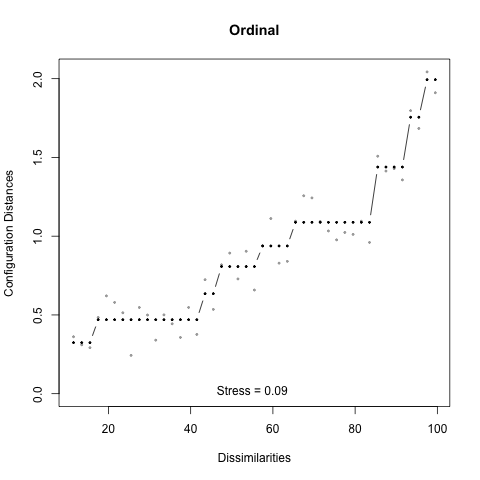 Ordinal
Configuration Distances
2.0
1.5
1.0
0.5
0.0
Stress = 0.09
20 40 60 80 100
Dissimilarities